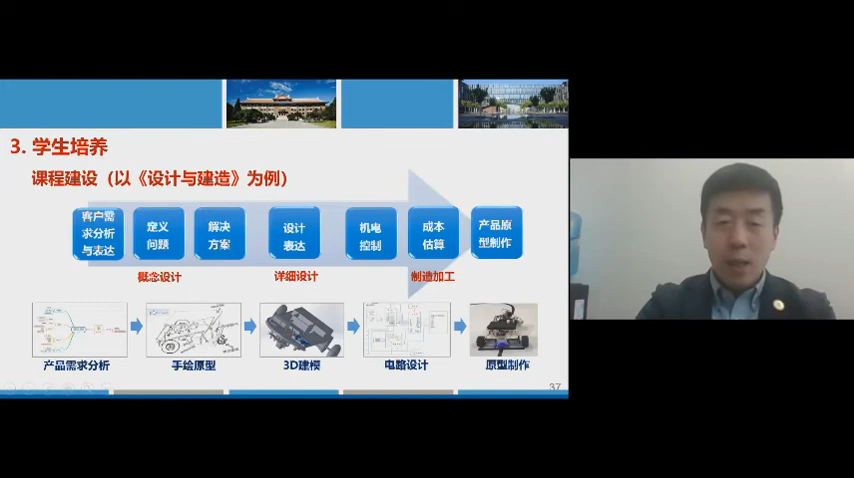 3. 学生培养
课程建设（以《设计与建造》为例）
客户需
求分析
与表达
定义
问题
解决
方案
设计
表达
机电
控制
成本
估算
产品原
型制作
概念设计
详细设计
制造加工
产品需求分析
手绘原型
3D建模
电路设计
原型制作
37